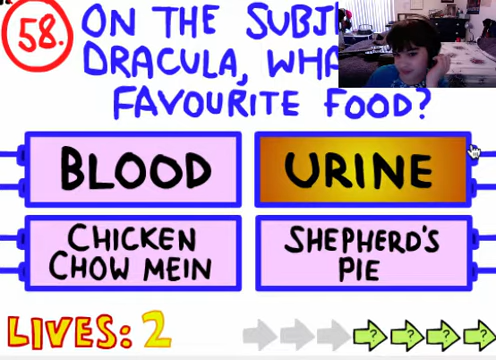 58.
ON THE SUBJ
DRACULA, WHA
FAVOURITE FOOD?
BLOOD
URINE
CHICKEN
CHOW MEIN
SHEPHERD'S
PIE
LIVES: 2
? ? ? ?